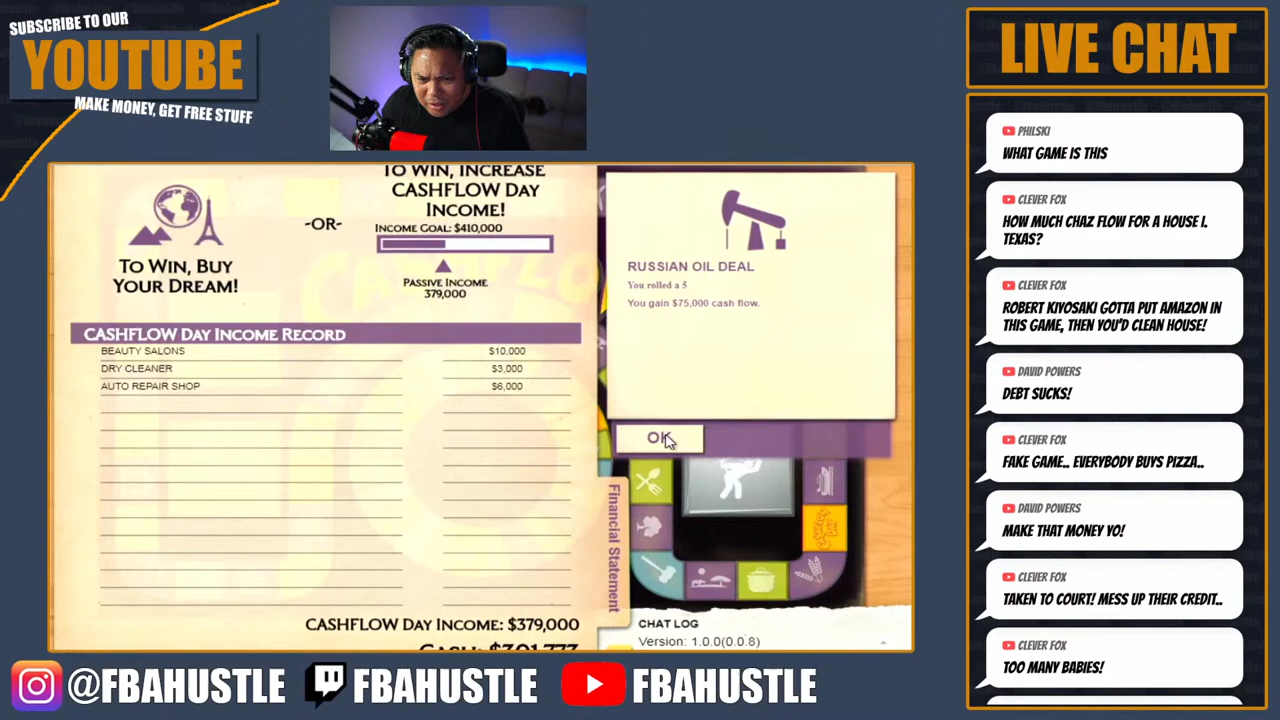 SUBSCRIBE TO OUR
YOUTUBE
MAKE MONEY, GET FREE STUFF
TO WIN, BUY
YOUR DREAM!
-OR-
TO WIN, INCREASE
CASHFLOW DAY
INCOME!
INCOME GOAL: $410,000
PASSIVE INCOME
379,000
CASHFLOW DAY INCOME RECORD
BEAUTY SALONS $10,000
DRY CLEANER $3,000
AUTO REPAIR SHOP $6,000
CASHFLOW DAY INCOME: $379,000
RUSSIAN OIL DEAL
You rolled a 5
You gain $75,000 cash flow.
OK
Financial Statement
CHAT LOG
Version: 1.0.0(0.0.8)
LIVE CHAT
PHILSKI
WHAT GAME IS THIS
CLEVER FOX
HOW MUCH CHAZ FLOW FOR A HOUSE I.
TEXAS?
CLEVER FOX
ROBERT KIYOSAKI GOTTA PUT AMAZON IN
THIS GAME, THEN YOU'D CLEAN HOUSE!
DAVID POWERS
DEBT SUCKS!
CLEVER FOX
FAKE GAME.. EVERYBODY BUYS PIZZA..
DAVID POWERS
MAKE THAT MONEY YO!
CLEVER FOX
TAKEN TO COURT! MESS UP THEIR CREDIT..
CLEVER FOX
TOO MANY BABIES!
@FBAHUSTLE
FBAHUSTLE
FBAHUSTLE